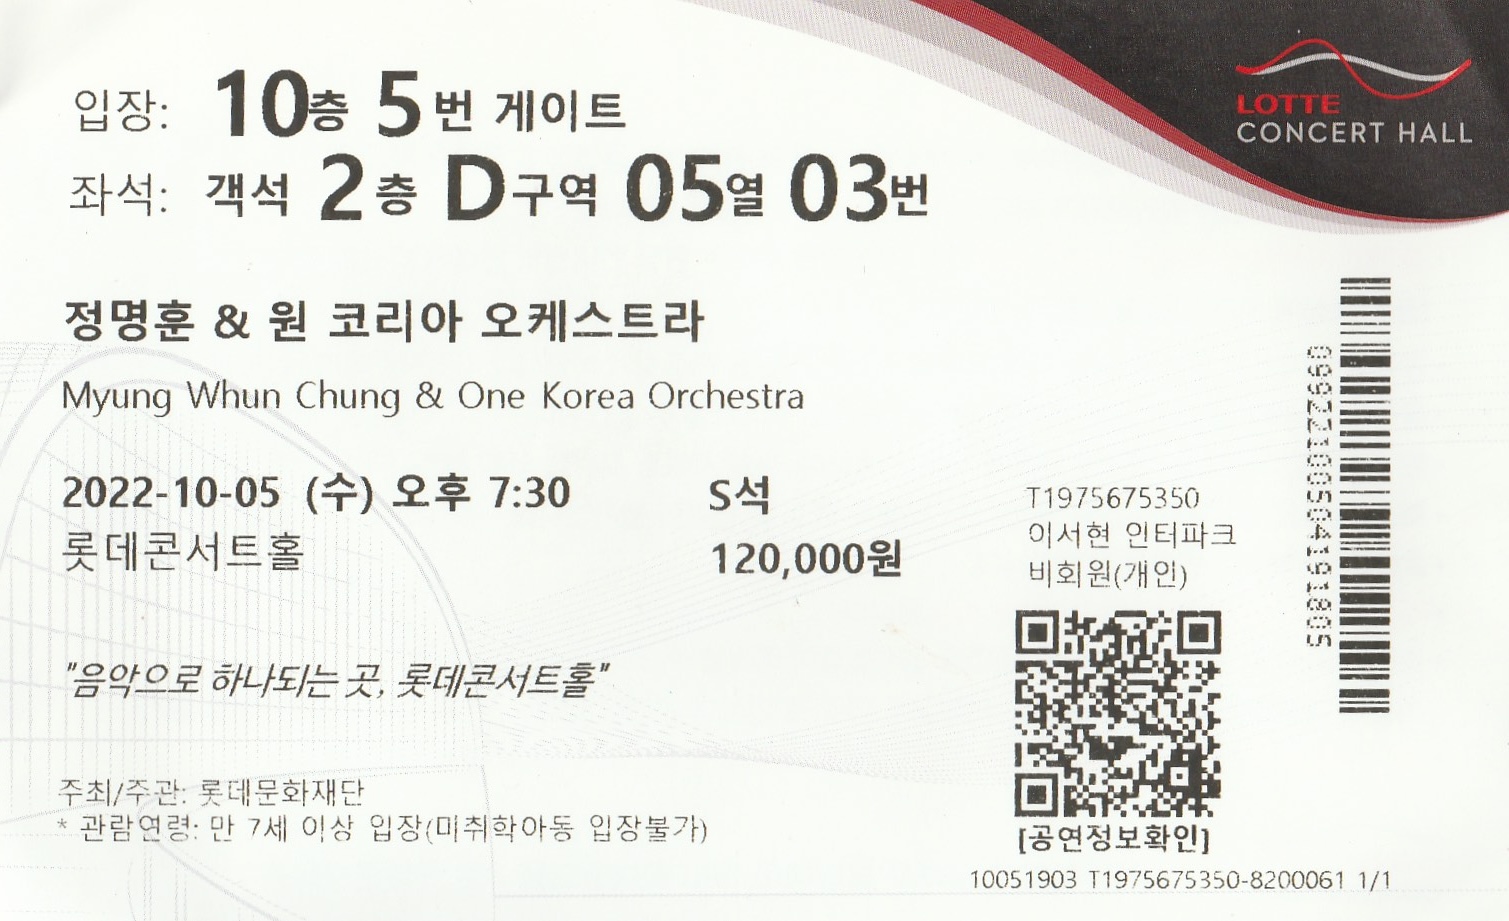 LOTTE
CONCERT HALL
입장: 10층 5번 게이트
좌석: 객석 2층 D구역 05열 03번
정명훈 & 원 코리아 오케스트라
Myung Whun Chung & One Korea Orchestra
2022-10-05 (수) 오후 7:30
롯데콘서트홀
S석
120,000원
"음악으로 하나되는 곳, 롯데콘서트홀"
주최/주관: 롯데문화재단
* 관람연령: 만 7세 이상 입장(미취학아동 입장불가)
T1975675350
이서현 인터파크
비회원(개인)
[공연정보확인]
10051903 T1975675350-8200061 1/1
09922100504191805